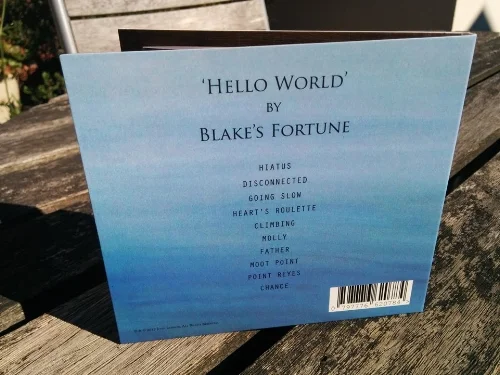 'HELLO WORLD'
BY
BLAKE'S FORTUNE
HIATUS
DISCONNECTED
GOING SLOW
HEART'S ROULETTE
CLIMBING
MOLLY
FATHER
MOOT POINT
POINT REYES
CHANCE